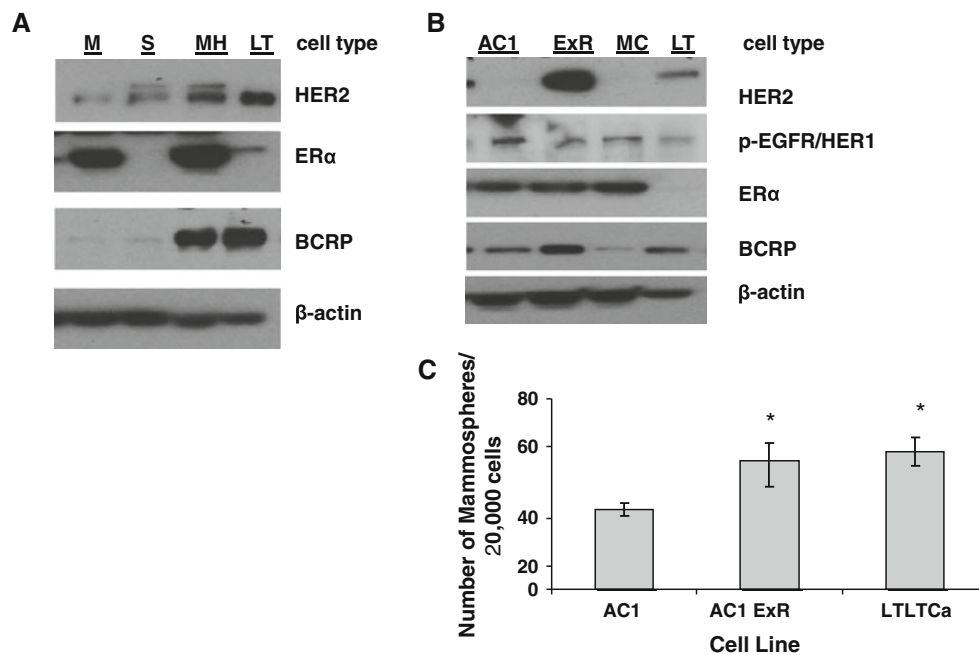 A
M S MH LT cell type
HER2
ERα
BCRP
β-actin
B
AC1 ExR MC LT cell type
HER2
p-EGFR/HER1
ERα
BCRP
β-actin
C
Number of Mammospheres/
20,000 cells
80
60
40
20
0
*
*
AC1 AC1 ExR LTLTCa
Cell Line